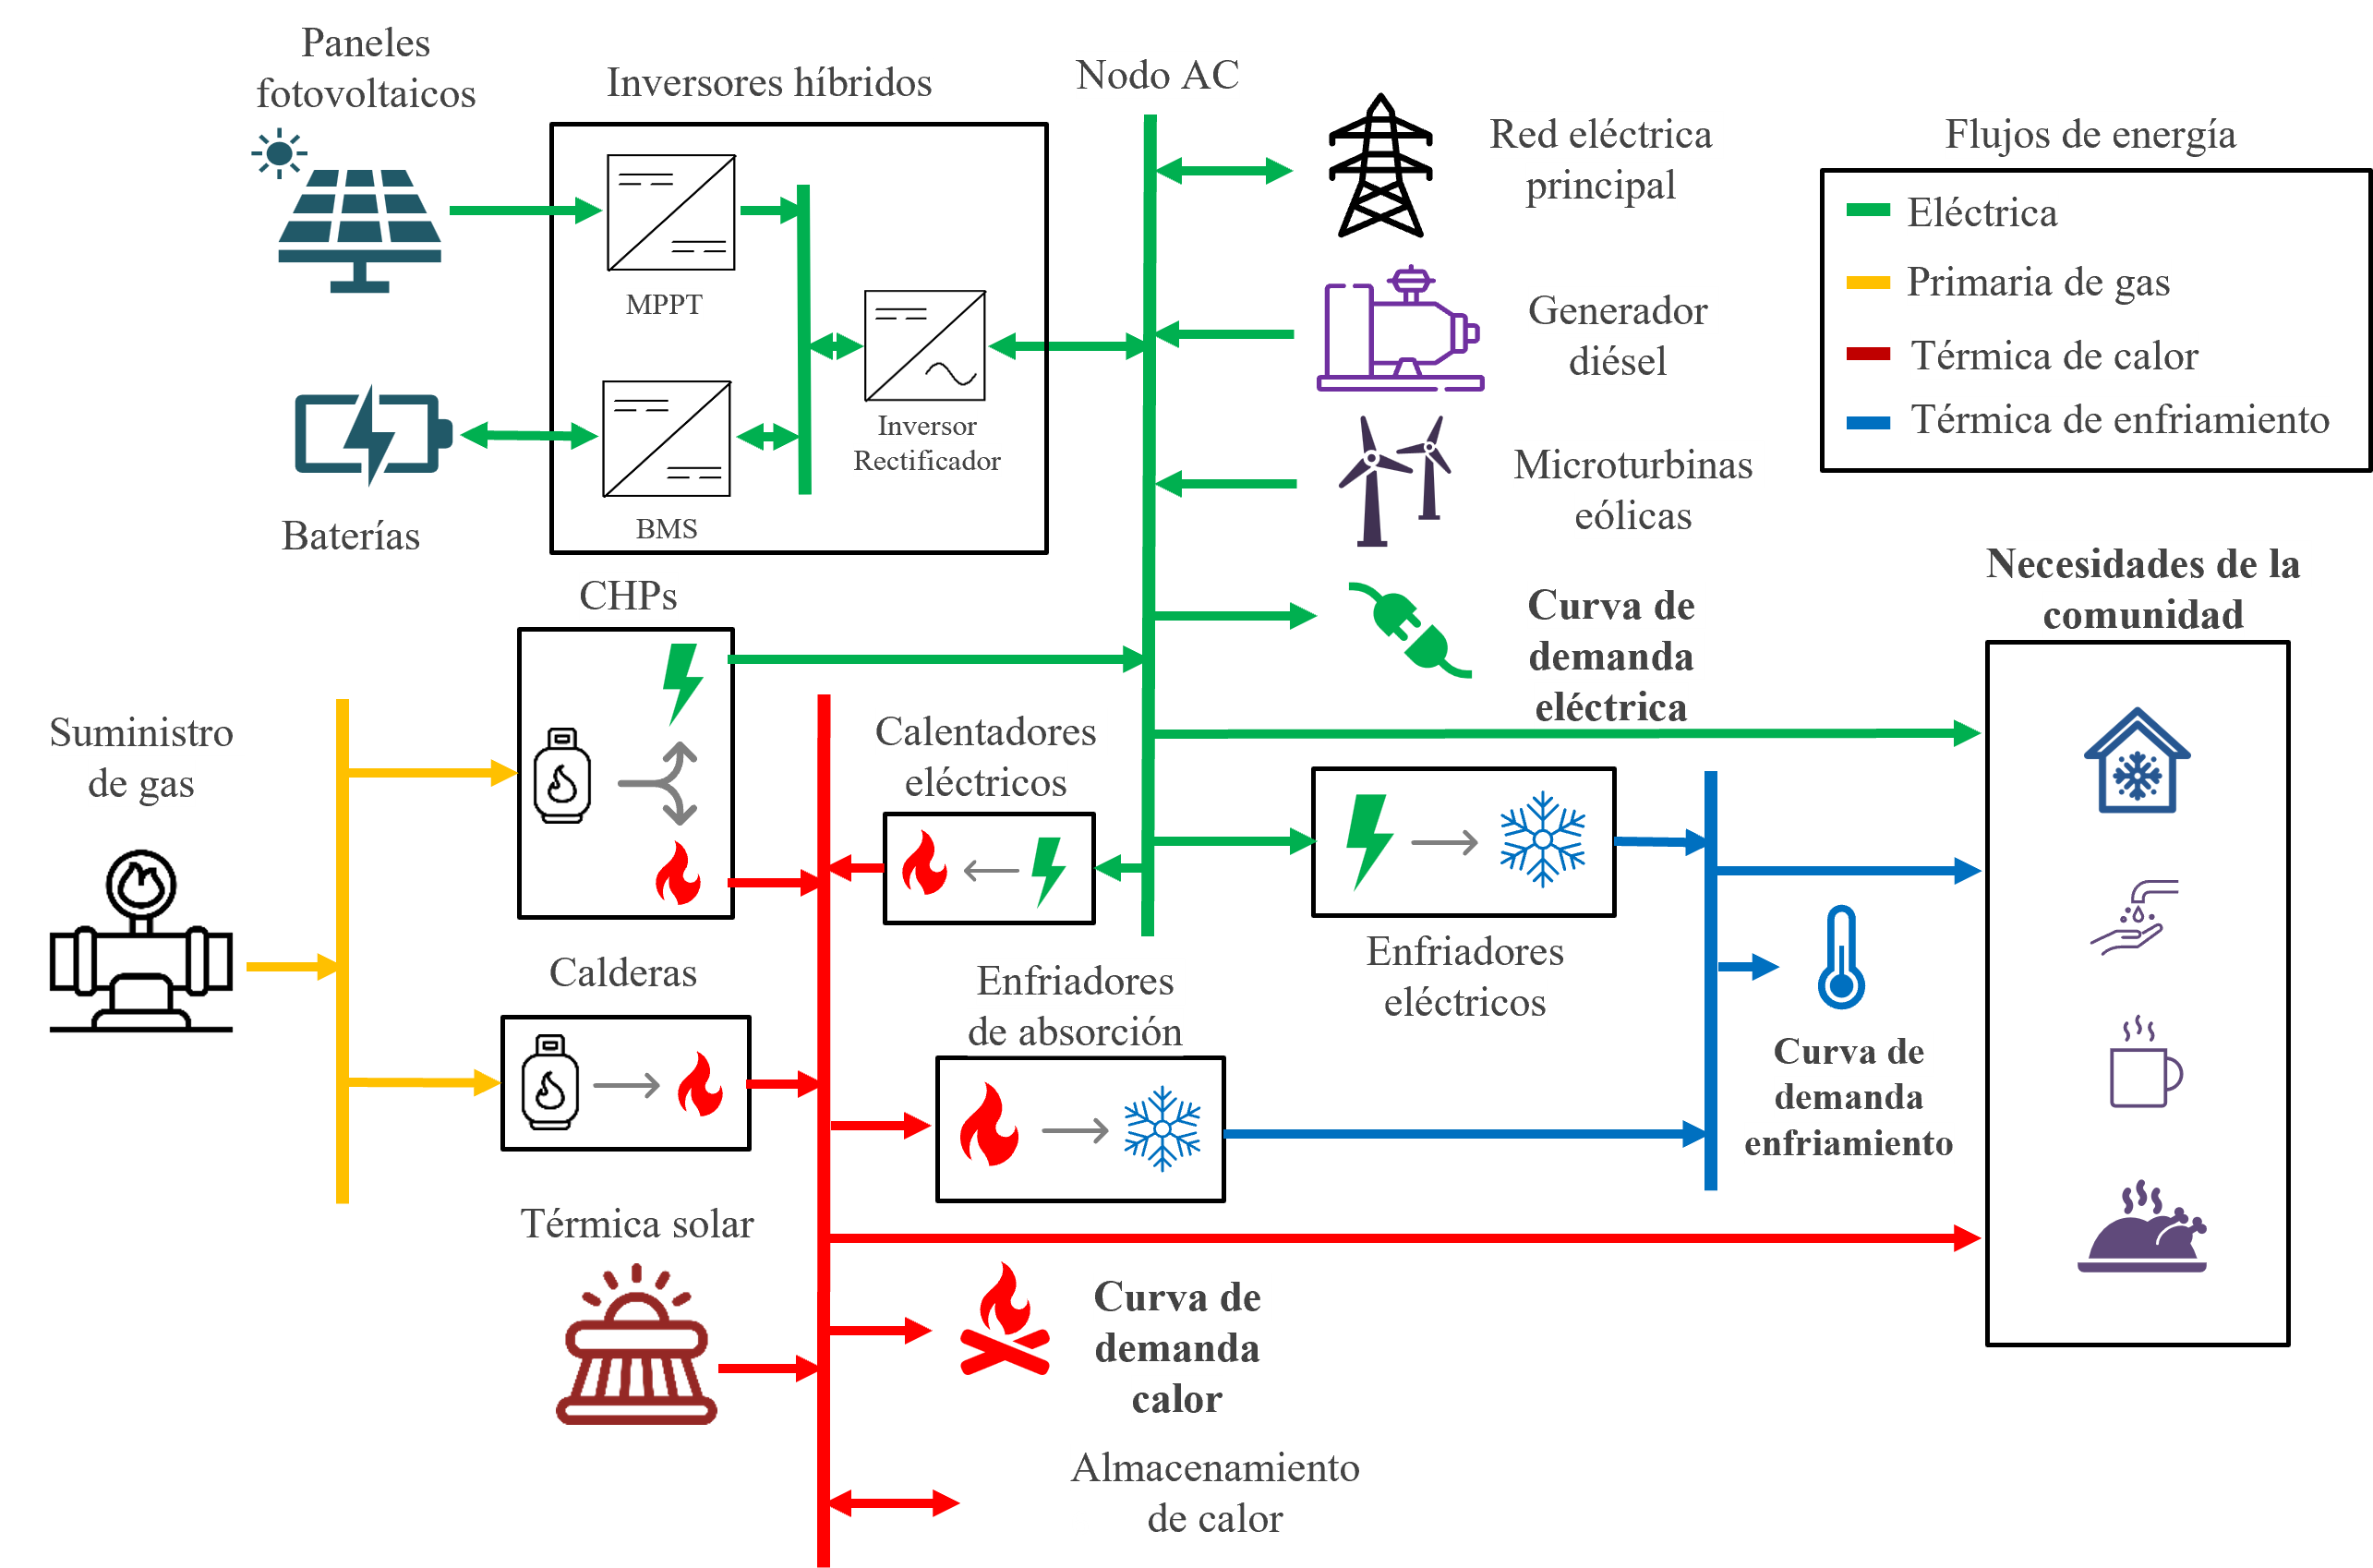 Paneles
fotovoltaicos
Inversores híbridos
Nodo AC
MPPT
BMS
Inversor
Rectificador
Baterías
Red eléctrica
principal
Generador
diésel
Microturbinas
eólicas
Flujos de energía
Eléctrica
Primaria de gas
Térmica de calor
Térmica de enfriamiento
Curva de
demanda
eléctrica
Necesidades de la
comunidad
CHPs
Suministro
de gas
Calentadores
eléctricos
Calderas
Enfriadores
de absorción
Enfriadores
eléctricos
Curva de
demanda
enfriamiento
Térmica solar
Curva de
demanda
calor
Almacenamiento
de calor